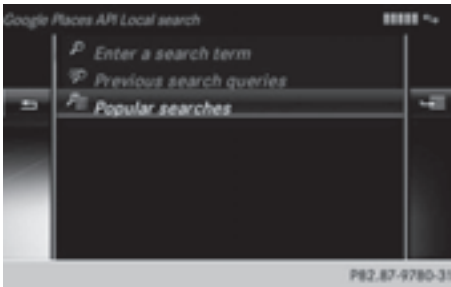 Google Places API Local search
Enter a search term
Previous search queries
Popular searches
P82.87-9780-31